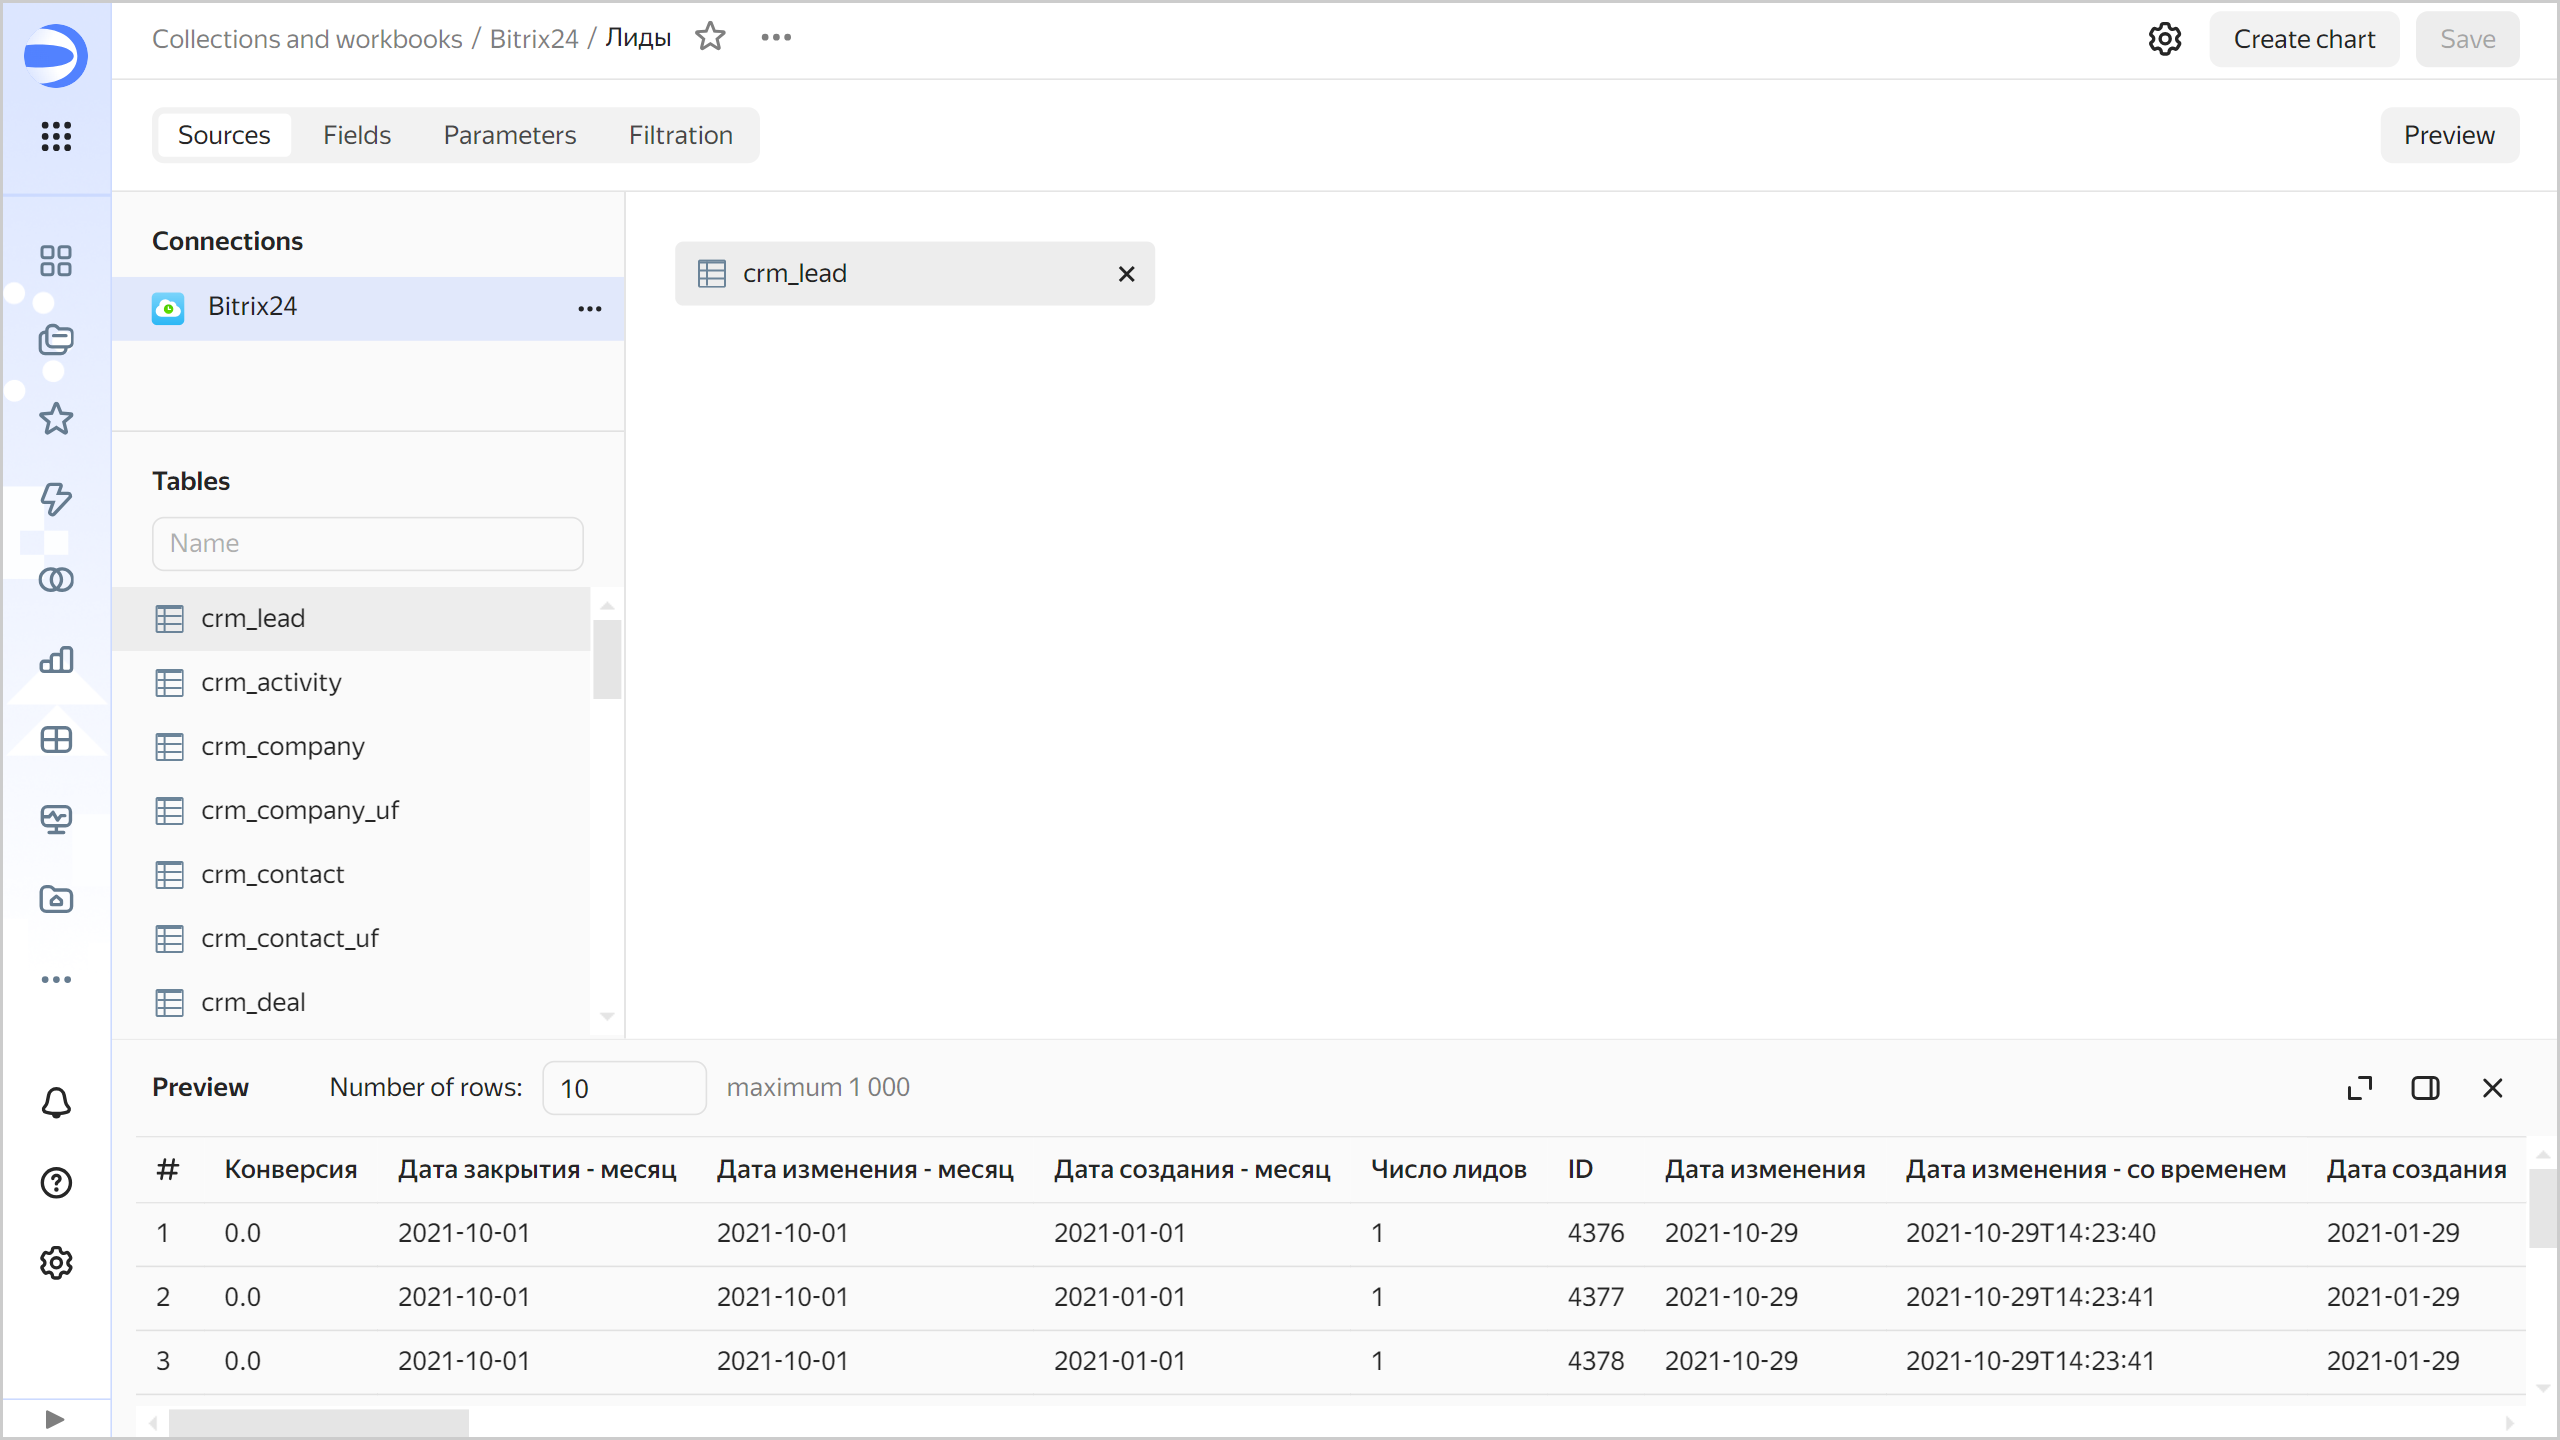 Collections and workbooks / Bitrix24 / Лиды
Create chart
Save
Sources
Fields
Parameters
Filtration
Preview
Connections
Bitrix24
crm_lead
Tables
Name
crm_lead
crm_activity
crm_company
crm_company_uf
crm_contact
crm_contact_uf
crm_deal
Preview
Number of rows: 10 maximum 1 000
# Конверсия Дата закрытия - месяц Дата изменения - месяц Дата создания - месяц Число лидов ID Дата изменения Дата изменения - со временем Дата создания
1 0.0 2021-10-01 2021-10-01 2021-01-01 1 4376 2021-10-29 2021-10-29T14:23:40 2021-01-29
2 0.0 2021-10-01 2021-10-01 2021-01-01 1 4377 2021-10-29 2021-10-29T14:23:41 2021-01-29
3 0.0 2021-10-01 2021-10-01 2021-01-01 1 4378 2021-10-29 2021-10-29T14:23:41 2021-01-29